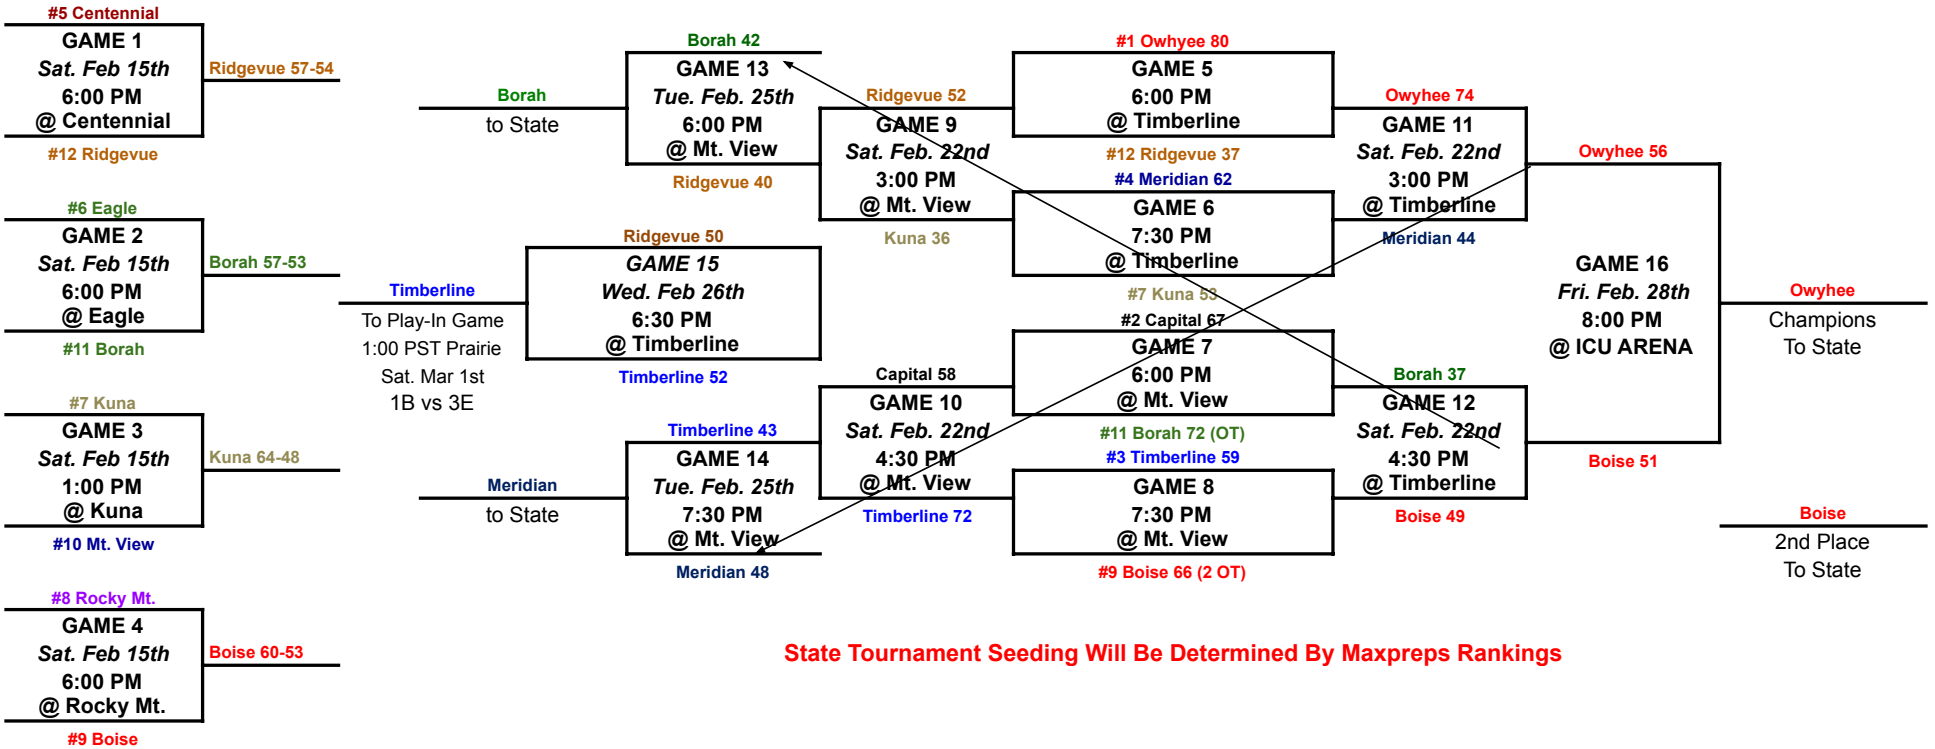 #5 Centennial
GAME 1
Sat. Feb 15th
6:00 PM
@ Centennial
#12 Ridgevue
Ridgevue 57-54
#6 Eagle
GAME 2
Sat. Feb 15th
6:00 PM
@ Eagle
#11 Borah
Borah 57-53
#7 Kuna
GAME 3
Sat. Feb 15th
1:00 PM
@ Kuna
#10 Mt. View
Kuna 64-48
#8 Rocky Mt.
GAME 4
Sat. Feb 15th
6:00 PM
@ Rocky Mt.
#9 Boise
Boise 60-53
Borah
to State
Timberline
To Play-In Game
1:00 PST Prairie
Sat. Mar 1st
1B vs 3E
Meridian
to State
Borah 42
GAME 13
Tue. Feb. 25th
6:00 PM
@ Mt. View
Ridgevue 40
Ridgevue 50
GAME 15
Wed. Feb 26th
6:30 PM
@ Timberline
Timberline 52
Timberline 43
GAME 14
Tue. Feb. 25th
7:30 PM
@ Mt. View
Meridian 48
Ridgevue 52
GAME 9
Sat. Feb. 22nd
3:00 PM
@ Mt. View
Kuna 36
Capital 58
GAME 10
Sat. Feb. 22nd
4:30 PM
@ Mt. View
Timberline 72
#1 Owhyee 80
GAME 5
6:00 PM
@ Timberline
#12 Ridgevue 37
#4 Meridian 62
GAME 6
7:30 PM
@ Timberline
#7 Kuna 53
#2 Capital 67
GAME 7
6:00 PM
@ Mt. View
#11 Borah 72 (OT)
#3 Timberline 59
GAME 8
7:30 PM
@ Mt. View
#9 Boise 66 (2 OT)
Owyhee 74
GAME 11
Sat. Feb. 22nd
3:00 PM
@ Timberline
Meridian 44
Borah 37
GAME 12
Sat. Feb. 22nd
4:30 PM
@ Timberline
Boise 49
Owyhee 56
GAME 16
Fri. Feb. 28th
8:00 PM
@ ICU ARENA
Boise 51
Owyhee
Champions
To State
Boise
2nd Place
To State
State Tournament Seeding Will Be Determined By Maxpreps Rankings